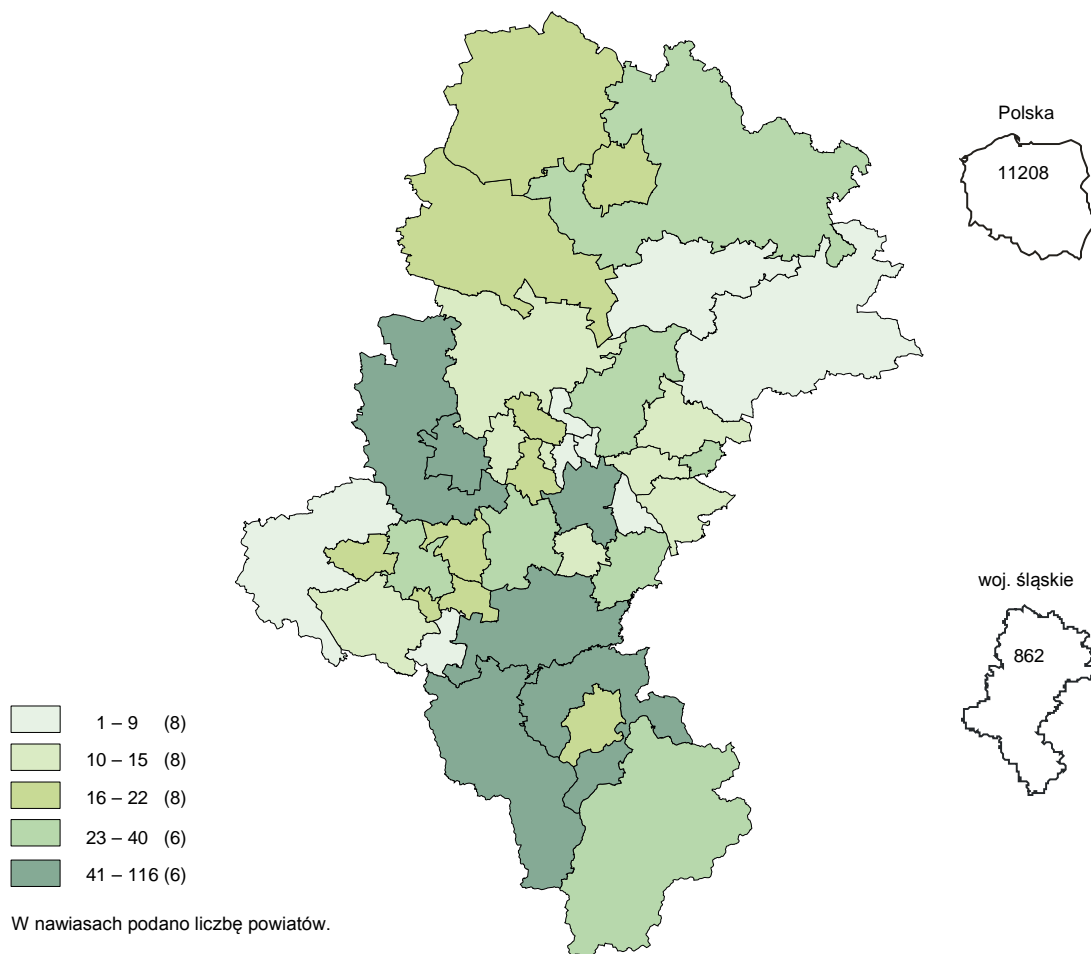 Polska
11208
woj. śląskie
862
1 – 9 (8)
10 – 15 (8)
16 – 22 (8)
23 – 40 (6)
41 – 116 (6)
W nawiasach podano liczbę powiatów.